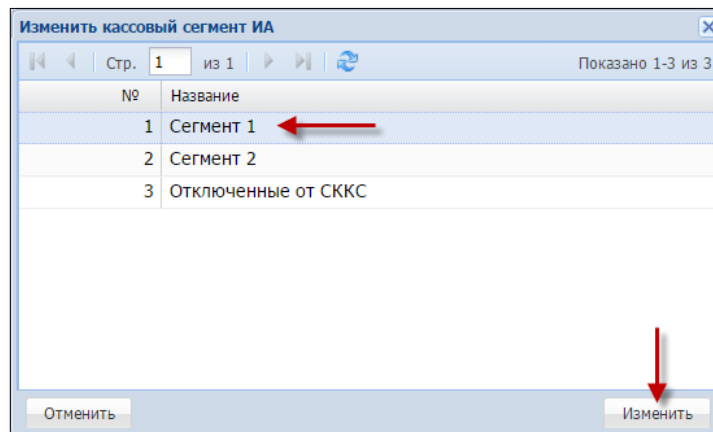 Изменить кассовый сегмент ИА
Стр. 1 из 1 Показано 1-3 из 3
№ Название
1 Сегмент 1
2 Сегмент 2
3 Отключенные от СККС
Отменить Изменить